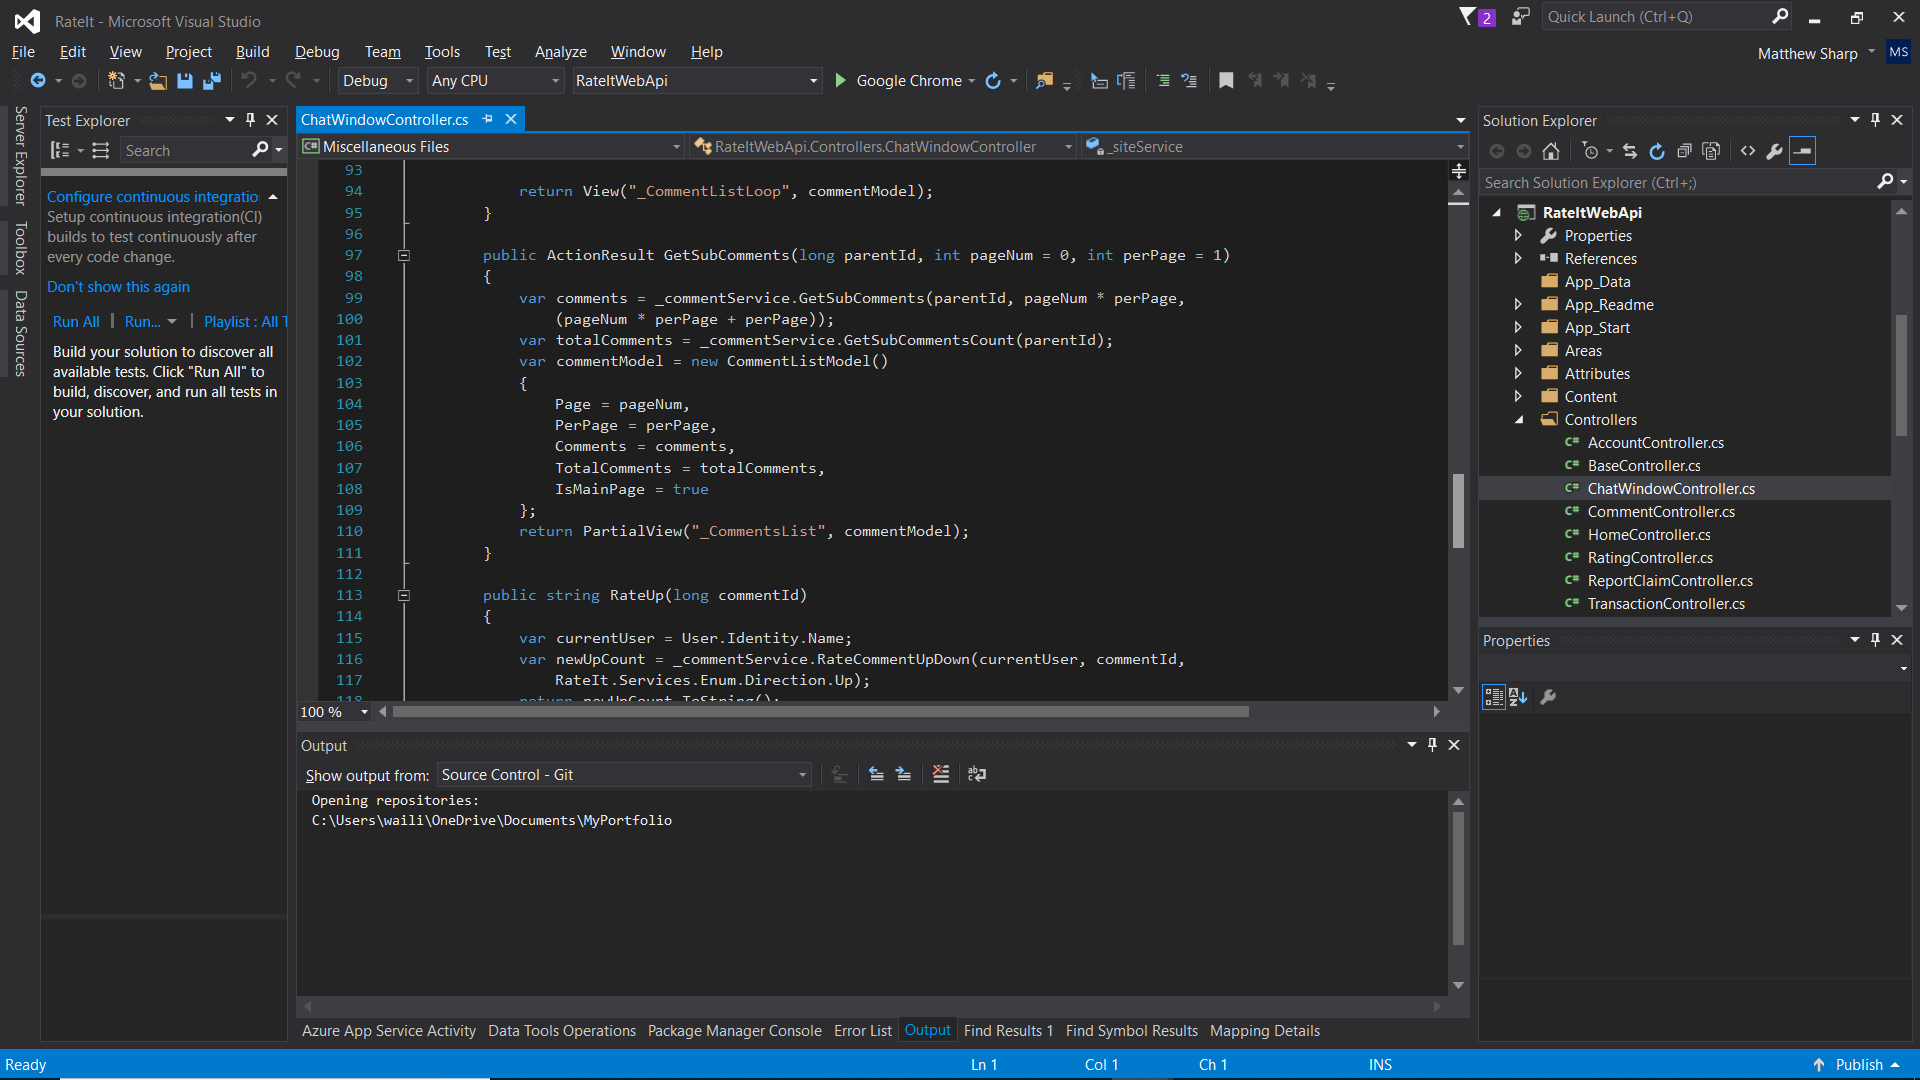 RateIt - Microsoft Visual Studio
2
Quick Launch (Ctrl+Q)
File Edit View Project Build Debug Team Tools Test Analyze Window Help
Matthew Sharp MS
Debug Any CPU RateItWebApi Google Chrome
Server Explorer
Toolbox
Data Sources
Test Explorer
Search
Configure continuous integratio
Setup continuous integration(CI)
builds to test continuously after
every code change.
Don't show this again
Run All | Run... | Playlist : All T
Build your solution to discover all
available tests. Click "Run All" to
build, discover, and run all tests in
your solution.
ChatWindowController.cs
Miscellaneous Files RateItWebApi.Controllers.ChatWindowController _siteService
93
94 return View("_CommentListLoop", commentModel);
95 }
96
97 public ActionResult GetSubComments(long parentId, int pageNum = 0, int perPage = 1)
98 {
99 var comments = _commentService.GetSubComments(parentId, pageNum * perPage,
100 (pageNum * perPage + perPage));
101 var totalComments = _commentService.GetSubCommentsCount(parentId);
102 var commentModel = new CommentListModel()
103 {
104 Page = pageNum,
105 PerPage = perPage,
106 Comments = comments,
107 TotalComments = totalComments,
108 IsMainPage = true
109 };
110 return PartialView("_CommentsList", commentModel);
111 }
112
113 public string RateUp(long commentId)
114 {
115 var currentUser = User.Identity.Name;
116 var newUpCount = _commentService.RateCommentUpDown(currentUser, commentId,
117 RateIt.Services.Enum.Direction.Up);
118 return newUpCount.ToString();
100 %
Output
Show output from: Source Control - Git
Opening repositories:
C:\Users\waili\OneDrive\Documents\MyPortfolio
Azure App Service Activity Data Tools Operations Package Manager Console Error List Output Find Results 1 Find Symbol Results Mapping Details
Solution Explorer
Search Solution Explorer (Ctrl+;)
RateItWebApi
Properties
References
App_Data
App_Readme
App_Start
Areas
Attributes
Content
Controllers
C# AccountController.cs
C# BaseController.cs
C# ChatWindowController.cs
C# CommentController.cs
C# HomeController.cs
C# RatingController.cs
C# ReportClaimController.cs
C# TransactionController.cs
Properties
Ready Ln 1 Col 1 Ch 1 INS Publish